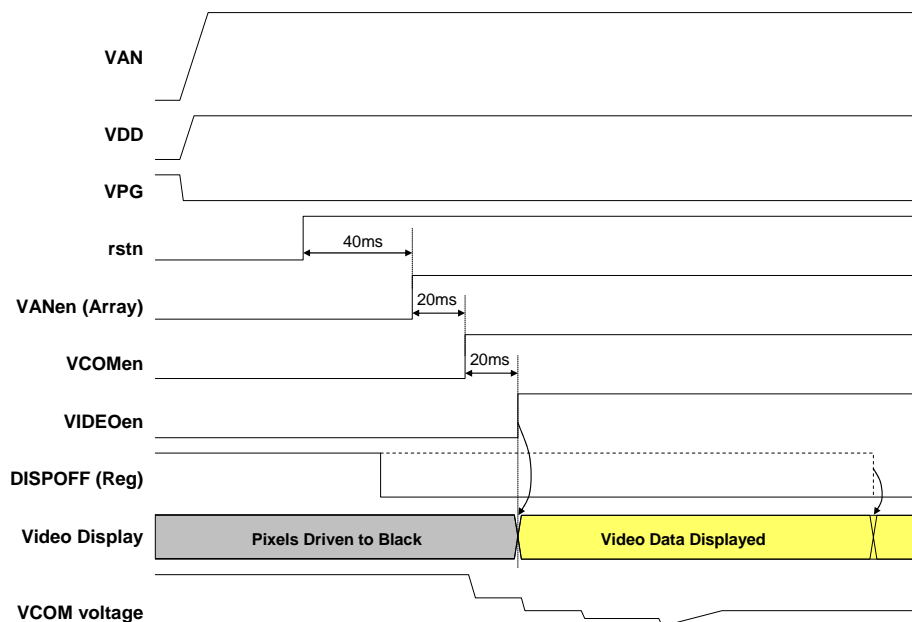 VAN
VDD
VPG
rstn
40ms
VANen (Array)
20ms
VCOMen
20ms
VIDEOen
DISPOFF (Reg)
Video Display
Pixels Driven to Black
Video Data Displayed
VCOM voltage